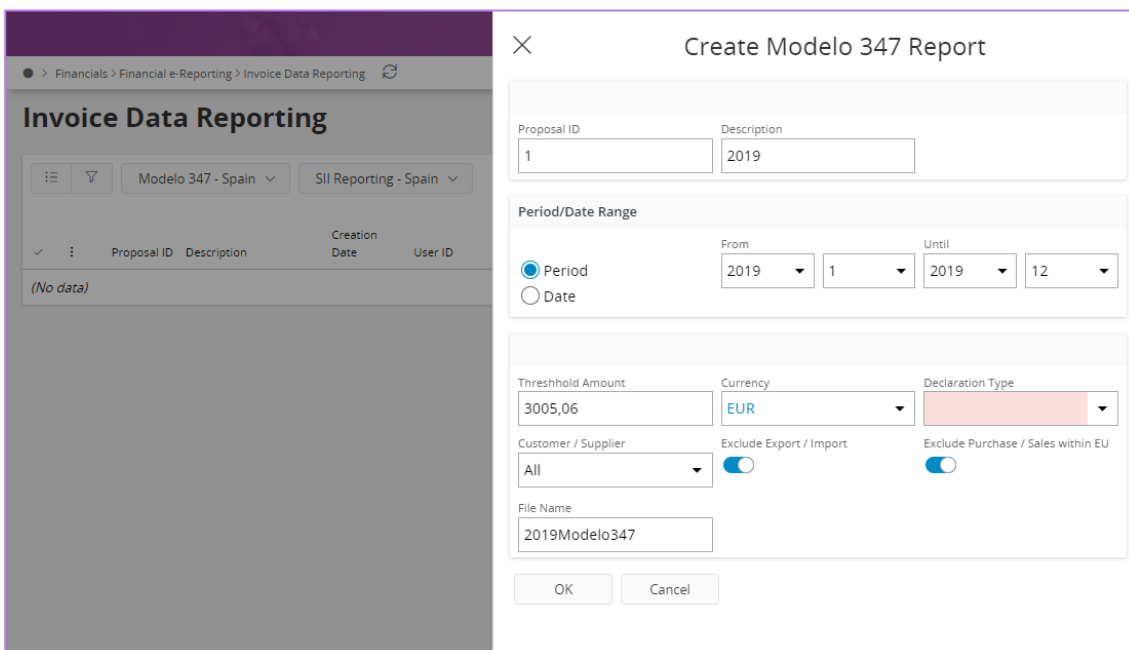 Financials > Financial e-Reporting > Invoice Data Reporting
Invoice Data Reporting
Modelo 347 - Spain
SII Reporting - Spain
Proposal ID
Description
Creation
Date
User ID
(No data)
Create Modelo 347 Report
Proposal ID
Description
1
2019
Period/Date Range
From
Until
Period
2019
1
2019
12
Date
Threshhold Amount
Currency
Declaration Type
3005,06
EUR
Customer / Supplier
Exclude Export / Import
Exclude Purchase / Sales within EU
All
File Name
2019Modelo347
OK
Cancel